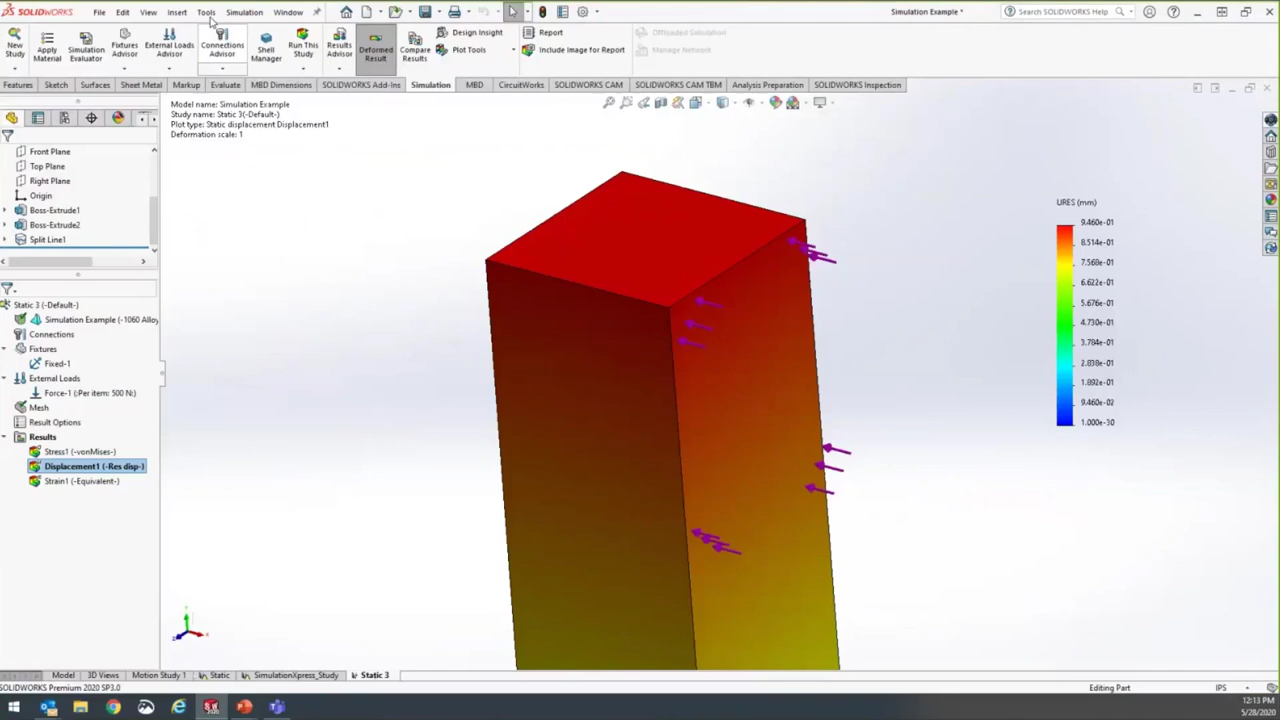 SOLIDWORKS File Edit View Insert Tools Simulation Window Simulation Example * Search SOLIDWORKS Help
New Study
Apply Material
Simulation Evaluator
Fixtures Advisor
External Loads Advisor
Connections Advisor
Shell Manager
Run This Study
Results Advisor
Deformed Result
Compare Results
Design Insight
Plot Tools
Report
Include Image for Report
Offloaded Simulation
Manage Network
Features Sketch Surfaces Sheet Metal Markup Evaluate MBD Dimensions SOLIDWORKS Add-Ins Simulation MBD CircuitWorks SOLIDWORKS CAM SOLIDWORKS CAM TBM Analysis Preparation SOLIDWORKS Inspection
Model name: Simulation Example
Study name: Static 3(-Default-)
Plot type: Static displacement Displacement1
Deformation scale: 1
Front Plane
Top Plane
Right Plane
Origin
Boss-Extrude1
Boss-Extrude2
Split Line1
Static 3 (-Default-)
Simulation Example (-1060 Alloy
Connections
Fixtures
Fixed-1
External Loads
Force-1 (:Per item: 500 N:)
Mesh
Result Options
Results
Stress1 (-vonMises-)
Displacement1 (-Res disp-)
Strain1 (-Equivalent-)
URES (mm)
9.460e-01
8.514e-01
7.568e-01
6.622e-01
5.676e-01
4.730e-01
3.784e-01
2.838e-01
1.892e-01
9.460e-02
1.000e-30
Model 3D Views Motion Study 1 Static SimulationXpress_Study Static 3
SOLIDWORKS Premium 2020 SP3.0 Editing Part IPS
12:13 PM
5/28/2020